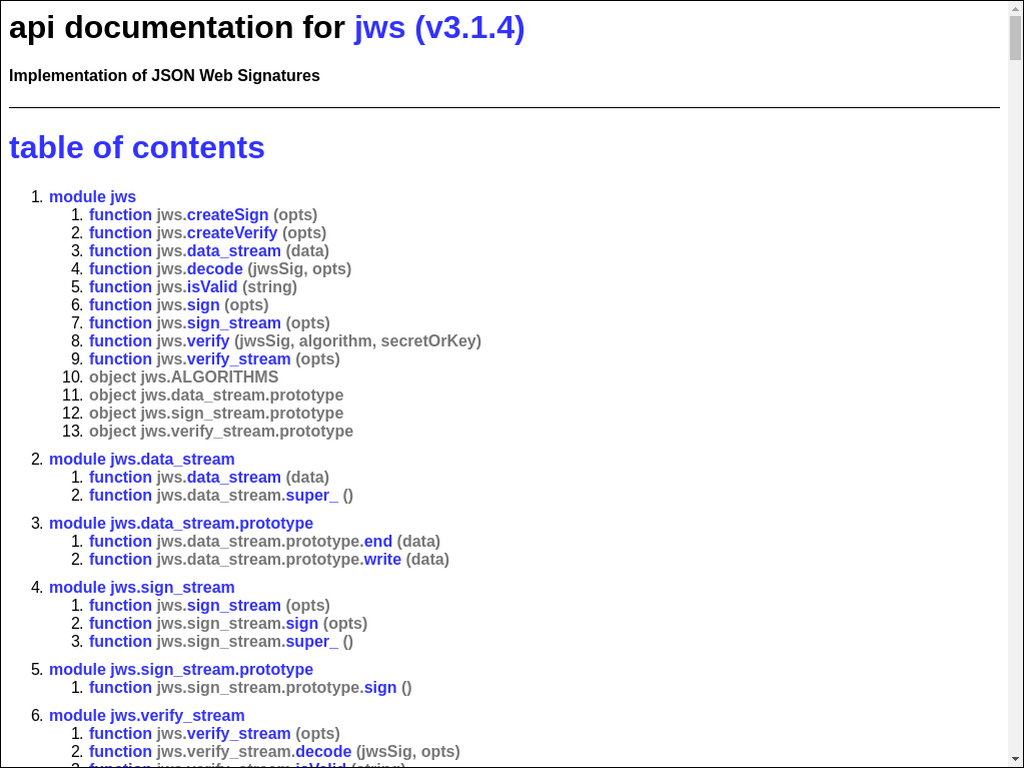 api documentation for jws (v3.1.4)
Implementation of JSON Web Signatures
table of contents
1. module jws
1. function jws.createSign (opts)
2. function jws.createVerify (opts)
3. function jws.data_stream (data)
4. function jws.decode (jwsSig, opts)
5. function jws.isValid (string)
6. function jws.sign (opts)
7. function jws.sign_stream (opts)
8. function jws.verify (jwsSig, algorithm, secretOrKey)
9. function jws.verify_stream (opts)
10. object jws.ALGORITHMS
11. object jws.data_stream.prototype
12. object jws.sign_stream.prototype
13. object jws.verify_stream.prototype
2. module jws.data_stream
1. function jws.data_stream (data)
2. function jws.data_stream.super_ ()
3. module jws.data_stream.prototype
1. function jws.data_stream.prototype.end (data)
2. function jws.data_stream.prototype.write (data)
4. module jws.sign_stream
1. function jws.sign_stream (opts)
2. function jws.sign_stream.sign (opts)
3. function jws.sign_stream.super_ ()
5. module jws.sign_stream.prototype
1. function jws.sign_stream.prototype.sign ()
6. module jws.verify_stream
1. function jws.verify_stream (opts)
2. function jws.verify_stream.decode (jwsSig, opts)
3. function jws.verify_stream.isValid (string)